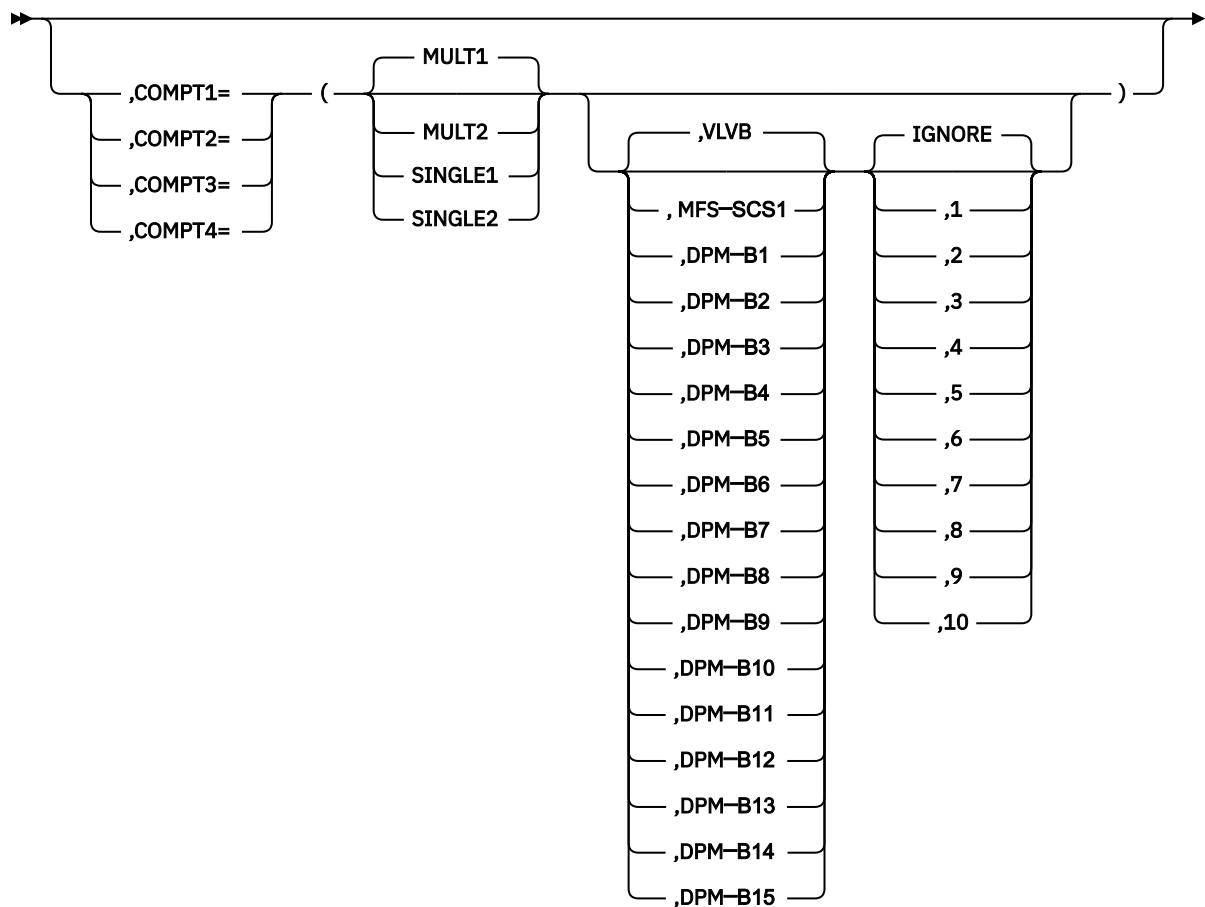 ,COMPT1=
,COMPT2=
,COMPT3=
,COMPT4=
(
MULT1
MULT2
SINGLE1
SINGLE2
,VLVB
, MFS-SCS1
,DPM-B1
,DPM-B2
,DPM-B3
,DPM-B4
,DPM-B5
,DPM-B6
,DPM-B7
,DPM-B8
,DPM-B9
,DPM-B10
,DPM-B11
,DPM-B12
,DPM-B13
,DPM-B14
,DPM-B15
IGNORE
,1
,2
,3
,4
,5
,6
,7
,8
,9
,10
)